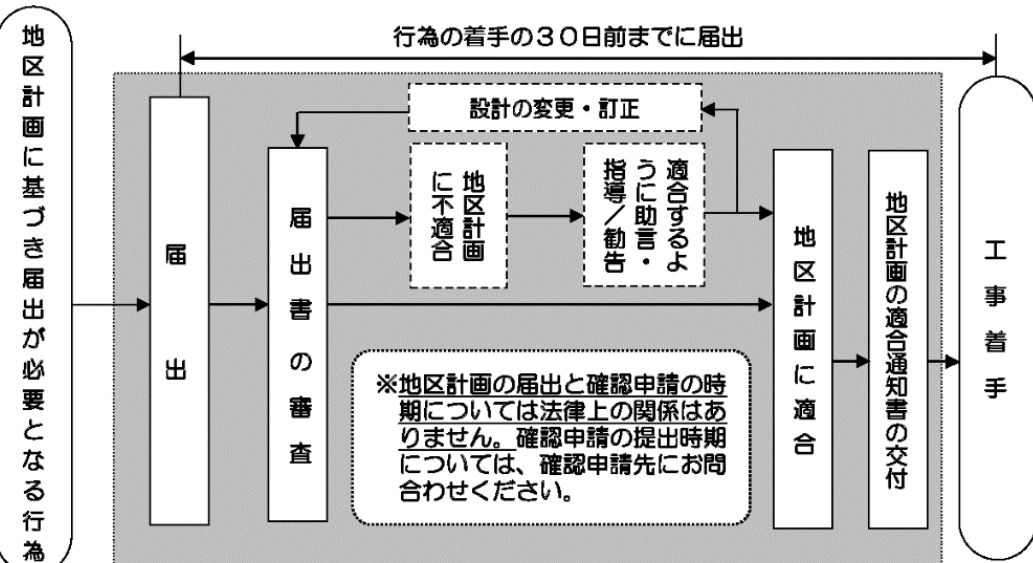 地区計画に基づき届出が必要となる行為
行為の着手の３０日前までに届出
届出
届出書の審査
設計の変更・訂正
地区計画
に不適合
適合するよ
うに助言・
指導／勧告
地区計画に適合
地区計画の適合通知書の交付
工事着手
※地区計画の届出と確認申請の時
期については法律上の関係はあ
りません。確認申請の提出時期
については、確認申請先にお問
合わせください。